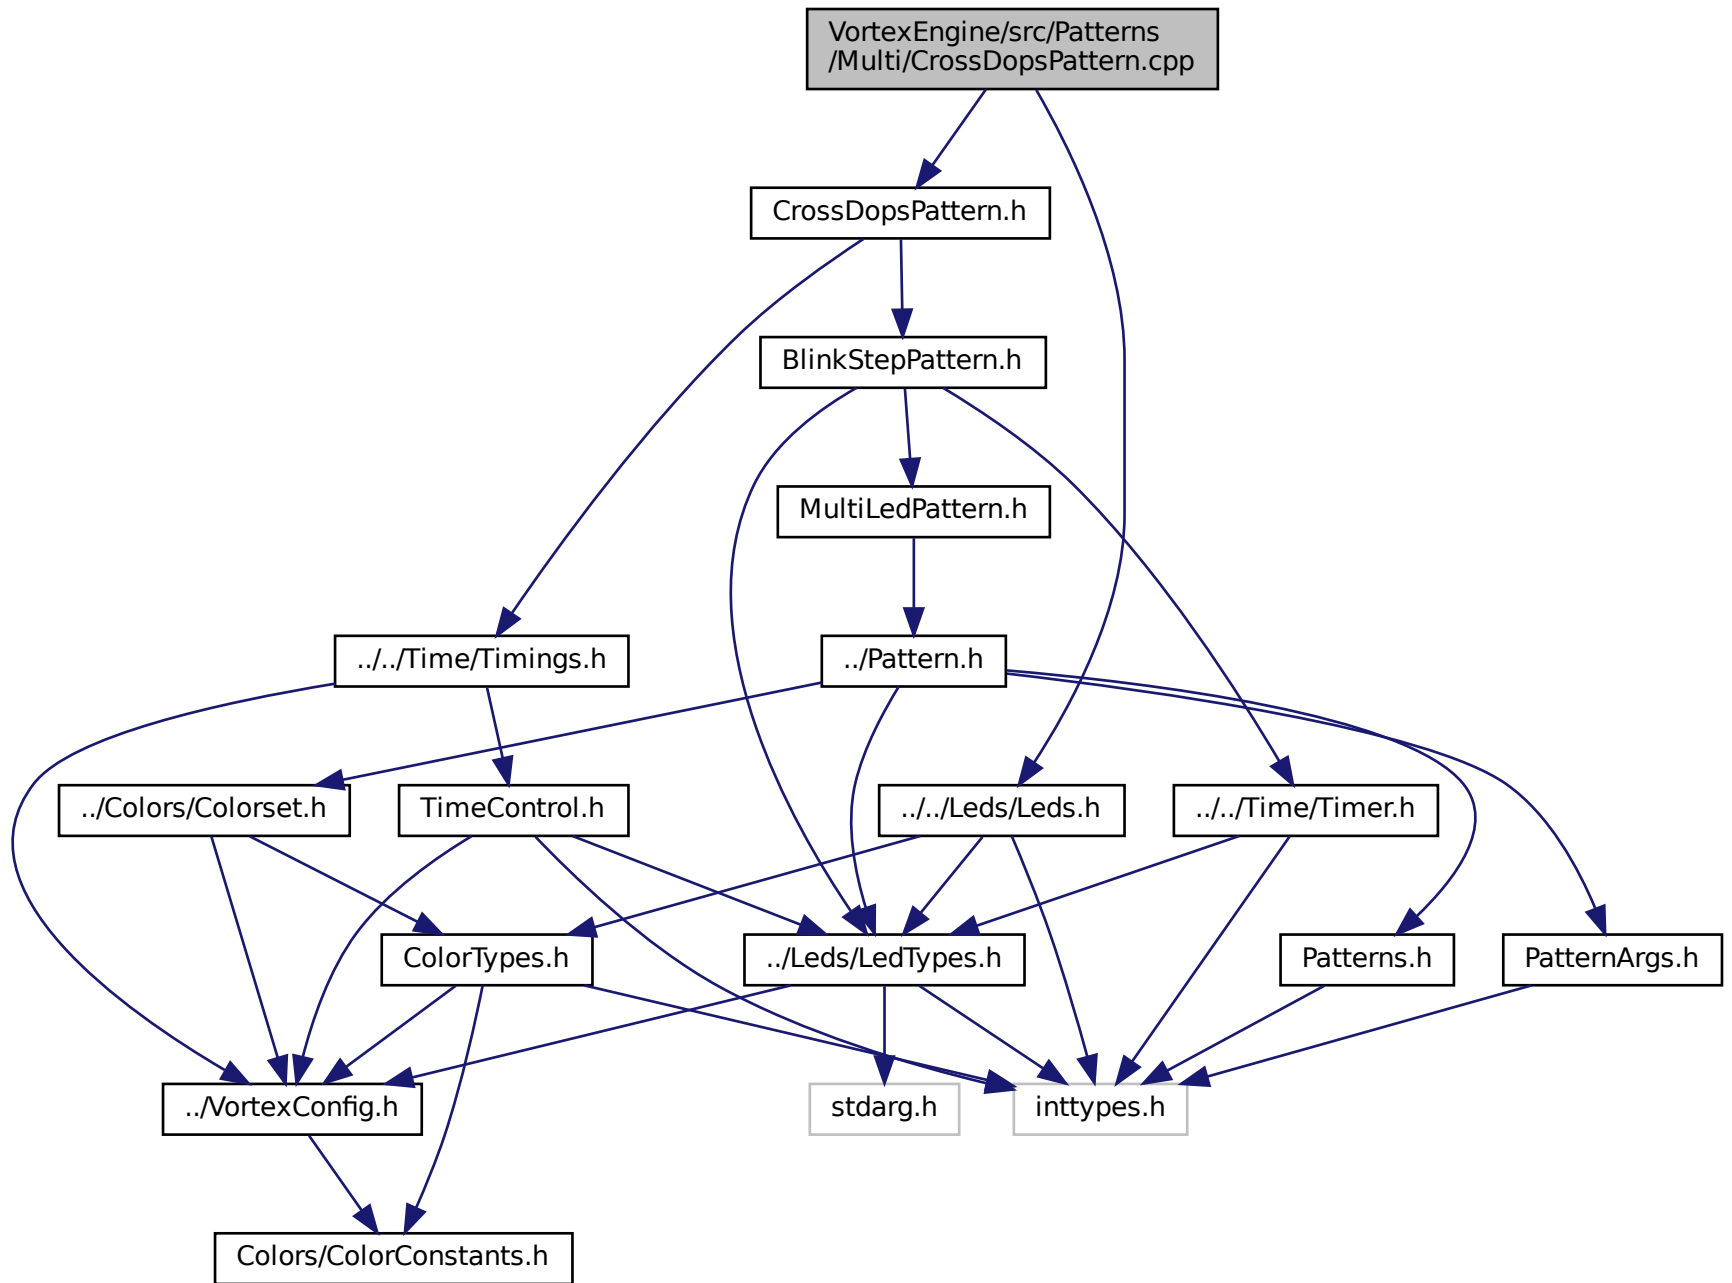 VortexEngine/src/Patterns
/Multi/CrossDopsPattern.cpp
CrossDopsPattern.h
BlinkStepPattern.h
MultiLedPattern.h
../../Time/Timings.h
../Pattern.h
../Colors/Colorset.h
TimeControl.h
../../Leds/Leds.h
../../Time/Timer.h
ColorTypes.h
../Leds/LedTypes.h
Patterns.h
PatternArgs.h
../VortexConfig.h
stdarg.h
inttypes.h
Colors/ColorConstants.h